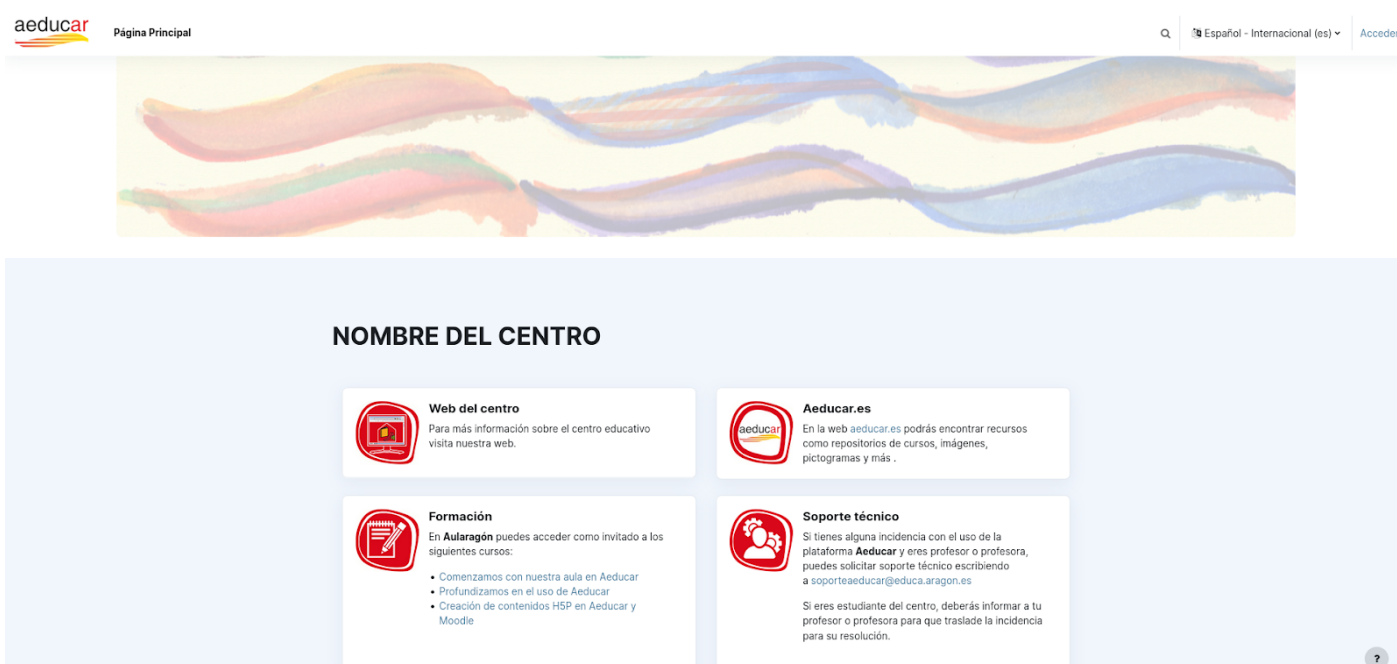 aeducar
Página Principal
Español - Internacional (es)
Acceder
NOMBRE DEL CENTRO
Web del centro
Para más información sobre el centro educativo
visita nuestra web.
aeducar
Aeducar.es
En la web aeducar.es podrás encontrar recursos
como repositorios de cursos, imágenes,
pictogramas y más .
Formación
En Aularagón puedes acceder como invitado a los
siguientes cursos:
• Comenzamos con nuestra aula en Aeducar
• Profundizamos en el uso de Aeducar
• Creación de contenidos H5P en Aeducar y
Moodle
Soporte técnico
Si tienes alguna incidencia con el uso de la
plataforma Aeducar y eres profesor o profesora,
puedes solicitar soporte técnico escribiendo
a soporteaeducar@educa.aragon.es
Si eres estudiante del centro, deberás informar a tu
profesor o profesora para que traslade la incidencia
para su resolución.
?